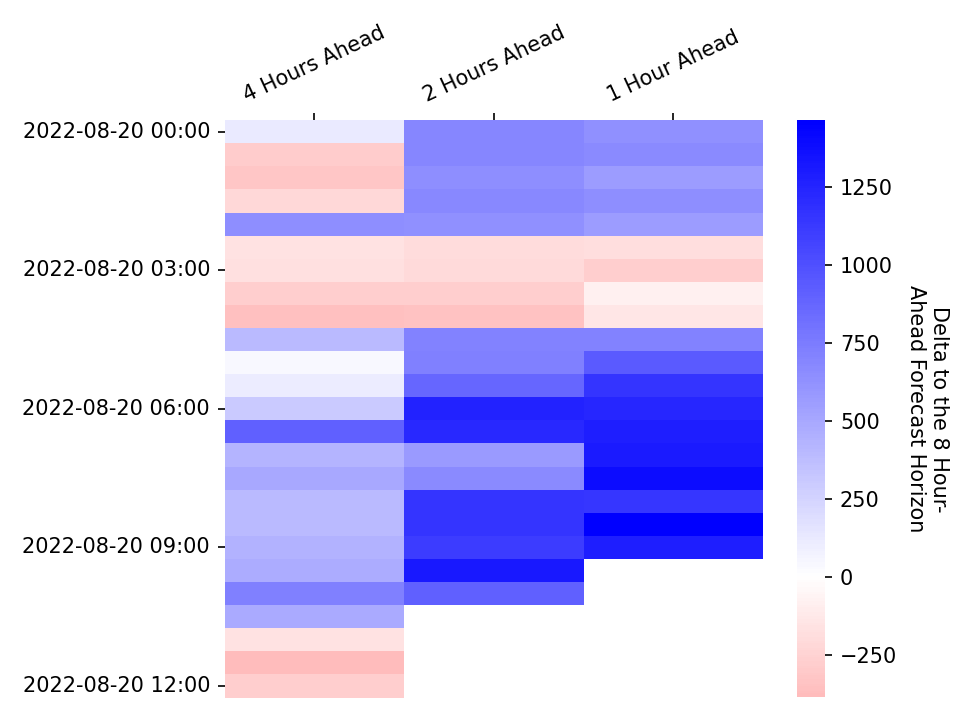 4 Hours Ahead
2 Hours Ahead
1 Hour Ahead
2022-08-20 00:00
2022-08-20 03:00
2022-08-20 06:00
2022-08-20 09:00
2022-08-20 12:00
1250
1000
750
500
250
0
−250
Delta to the 8 Hour-
Ahead Forecast Horizon